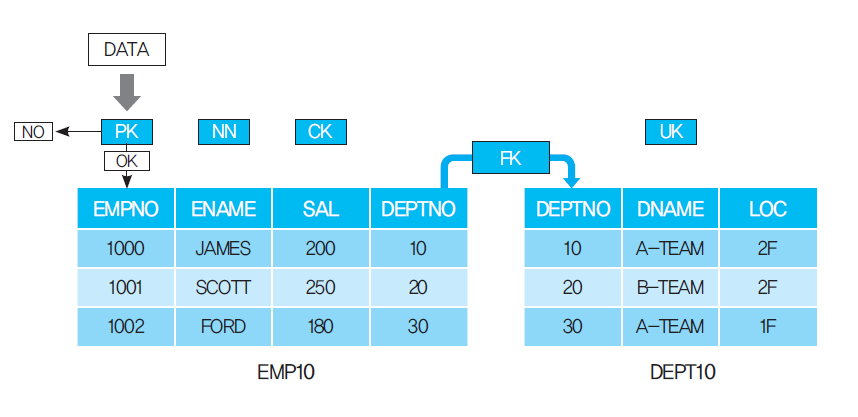 DATA
NO PK NN CK UK
OK FK
EMPNO ENAME SAL DEPTNO DEPTNO DNAME LOC
1000 JAMES 200 10 10 A-TEAM 2F
1001 SCOTT 250 20 20 B-TEAM 2F
1002 FORD 180 30 30 A-TEAM 1F
EMP10 DEPT10